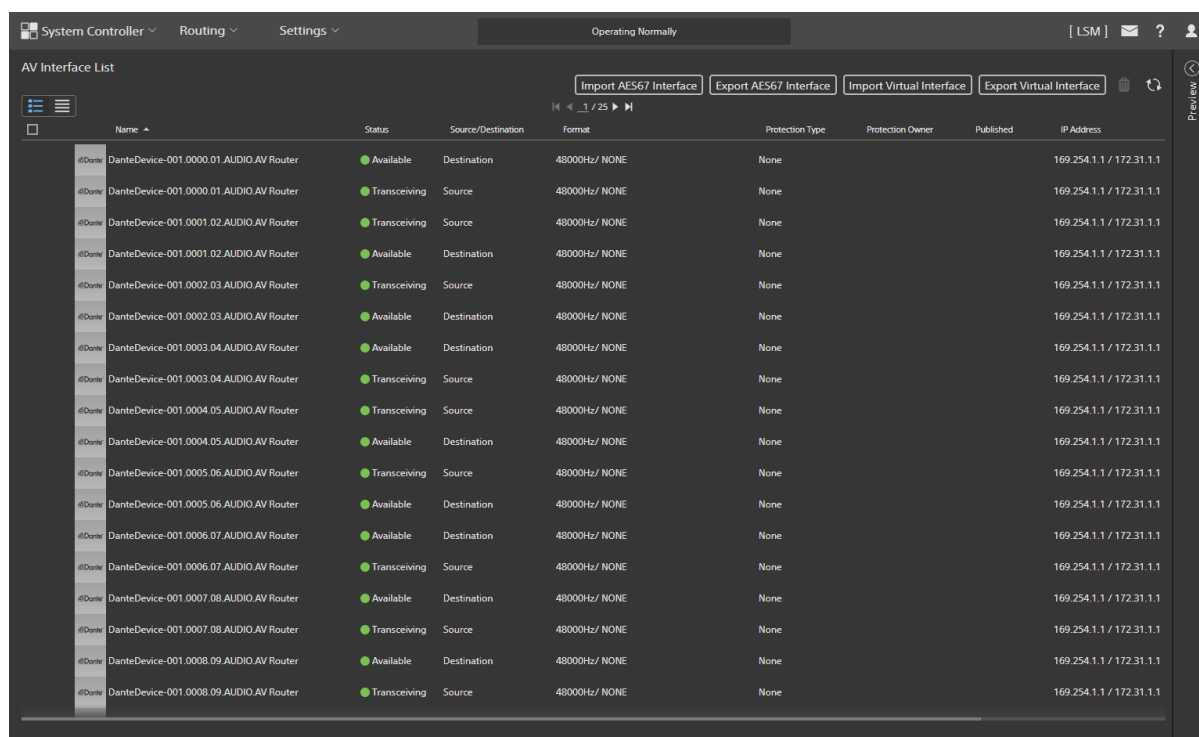 System Controller Routing Settings Operating Normally [ LSM ] ?
AV Interface List
Import AES67 Interface Export AES67 Interface Import Virtual Interface Export Virtual Interface
Preview
1 / 25
Name Status Source/Destination Format Protection Type Protection Owner Published IP Address
Dante DanteDevice-001.0000.01.AUDIO.AV Router Available Destination 48000Hz/ NONE None 169.254.1.1 / 172.31.1.1
Dante DanteDevice-001.0000.01.AUDIO.AV Router Transceiving Source 48000Hz/ NONE None 169.254.1.1 / 172.31.1.1
Dante DanteDevice-001.0001.02.AUDIO.AV Router Transceiving Source 48000Hz/ NONE None 169.254.1.1 / 172.31.1.1
Dante DanteDevice-001.0001.02.AUDIO.AV Router Available Destination 48000Hz/ NONE None 169.254.1.1 / 172.31.1.1
Dante DanteDevice-001.0002.03.AUDIO.AV Router Transceiving Source 48000Hz/ NONE None 169.254.1.1 / 172.31.1.1
Dante DanteDevice-001.0002.03.AUDIO.AV Router Available Destination 48000Hz/ NONE None 169.254.1.1 / 172.31.1.1
Dante DanteDevice-001.0003.04.AUDIO.AV Router Available Destination 48000Hz/ NONE None 169.254.1.1 / 172.31.1.1
Dante DanteDevice-001.0003.04.AUDIO.AV Router Transceiving Source 48000Hz/ NONE None 169.254.1.1 / 172.31.1.1
Dante DanteDevice-001.0004.05.AUDIO.AV Router Transceiving Source 48000Hz/ NONE None 169.254.1.1 / 172.31.1.1
Dante DanteDevice-001.0004.05.AUDIO.AV Router Available Destination 48000Hz/ NONE None 169.254.1.1 / 172.31.1.1
Dante DanteDevice-001.0005.06.AUDIO.AV Router Transceiving Source 48000Hz/ NONE None 169.254.1.1 / 172.31.1.1
Dante DanteDevice-001.0005.06.AUDIO.AV Router Available Destination 48000Hz/ NONE None 169.254.1.1 / 172.31.1.1
Dante DanteDevice-001.0006.07.AUDIO.AV Router Available Destination 48000Hz/ NONE None 169.254.1.1 / 172.31.1.1
Dante DanteDevice-001.0006.07.AUDIO.AV Router Transceiving Source 48000Hz/ NONE None 169.254.1.1 / 172.31.1.1
Dante DanteDevice-001.0007.08.AUDIO.AV Router Available Destination 48000Hz/ NONE None 169.254.1.1 / 172.31.1.1
Dante DanteDevice-001.0007.08.AUDIO.AV Router Transceiving Source 48000Hz/ NONE None 169.254.1.1 / 172.31.1.1
Dante DanteDevice-001.0008.09.AUDIO.AV Router Available Destination 48000Hz/ NONE None 169.254.1.1 / 172.31.1.1
Dante DanteDevice-001.0008.09.AUDIO.AV Router Transceiving Source 48000Hz/ NONE None 169.254.1.1 / 172.31.1.1